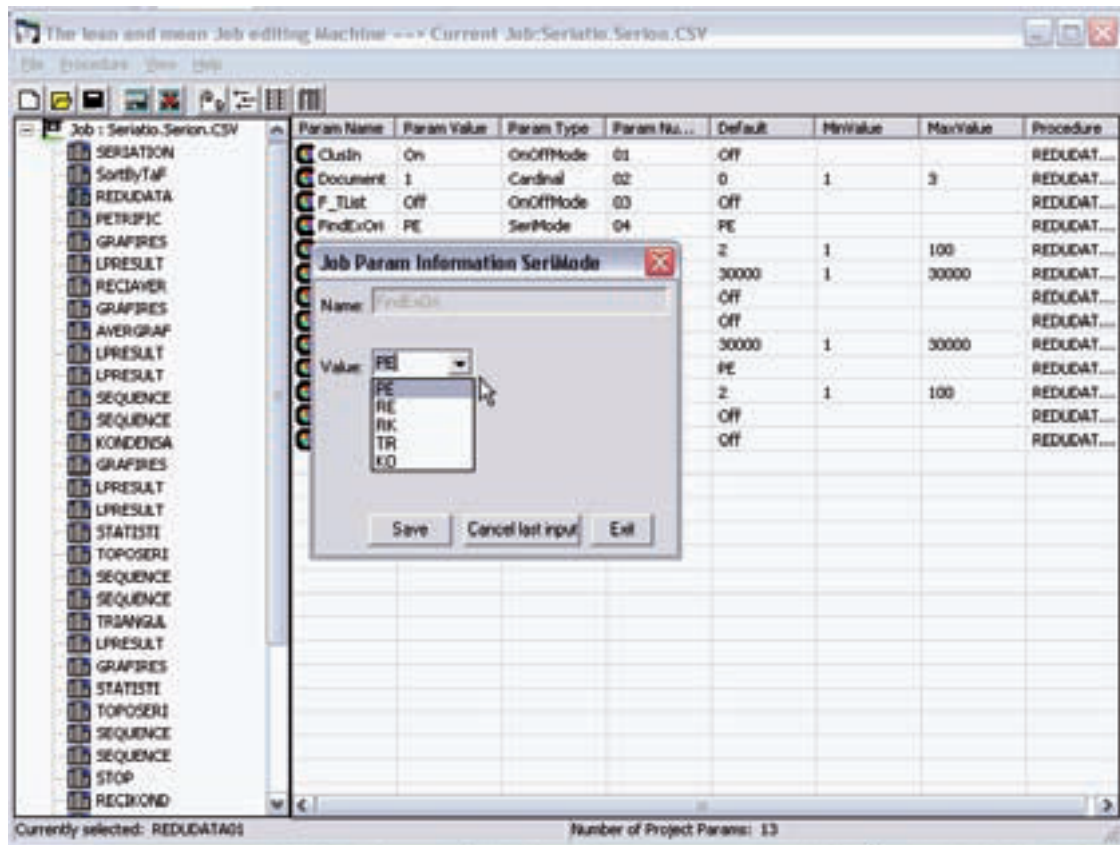 The lean and mean Job editing Machine ---> Current Job:Seriatio.Serion.CSV
File Procedure View Help
Job : Seriatio.Serion.CSV
SERIATION
SortByTaF
REDUDATA
PETRIFIC
GRAFIRES
LPRESULT
RECIAVER
GRAFIRES
AVERGRAF
LPRESULT
LPRESULT
SEQUENCE
SEQUENCE
KONDENSA
GRAFIRES
LPRESULT
LPRESULT
STATISTI
TOPOSERI
SEQUENCE
SEQUENCE
TRIANGUL
LPRESULT
GRAFIRES
STATISTI
TOPOSERI
SEQUENCE
SEQUENCE
STOP
RECIKOND
Param Name Param Value Param Type Param Nu... Default MinValue MaxValue Procedure
ClusIn On OnOffMode 01 Off REDUDAT....
Document 1 Cardinal 02 0 1 3 REDUDAT....
F_TList Off OnOffMode 03 Off REDUDAT....
FindExOri PE SeriMode 04 PE REDUDAT....
2 1 100 REDUDAT....
30000 1 30000 REDUDAT....
Off REDUDAT....
Off REDUDAT....
30000 1 30000 REDUDAT....
PE REDUDAT....
2 1 100 REDUDAT....
Off REDUDAT....
Off REDUDAT....
Job Param Information SeriMode
Name: FindExOri
Value: PE
PE
RE
RK
TR
KO
Save Cancel last input Exit
Currently selected: REDUDATA01 Number of Project Params: 13